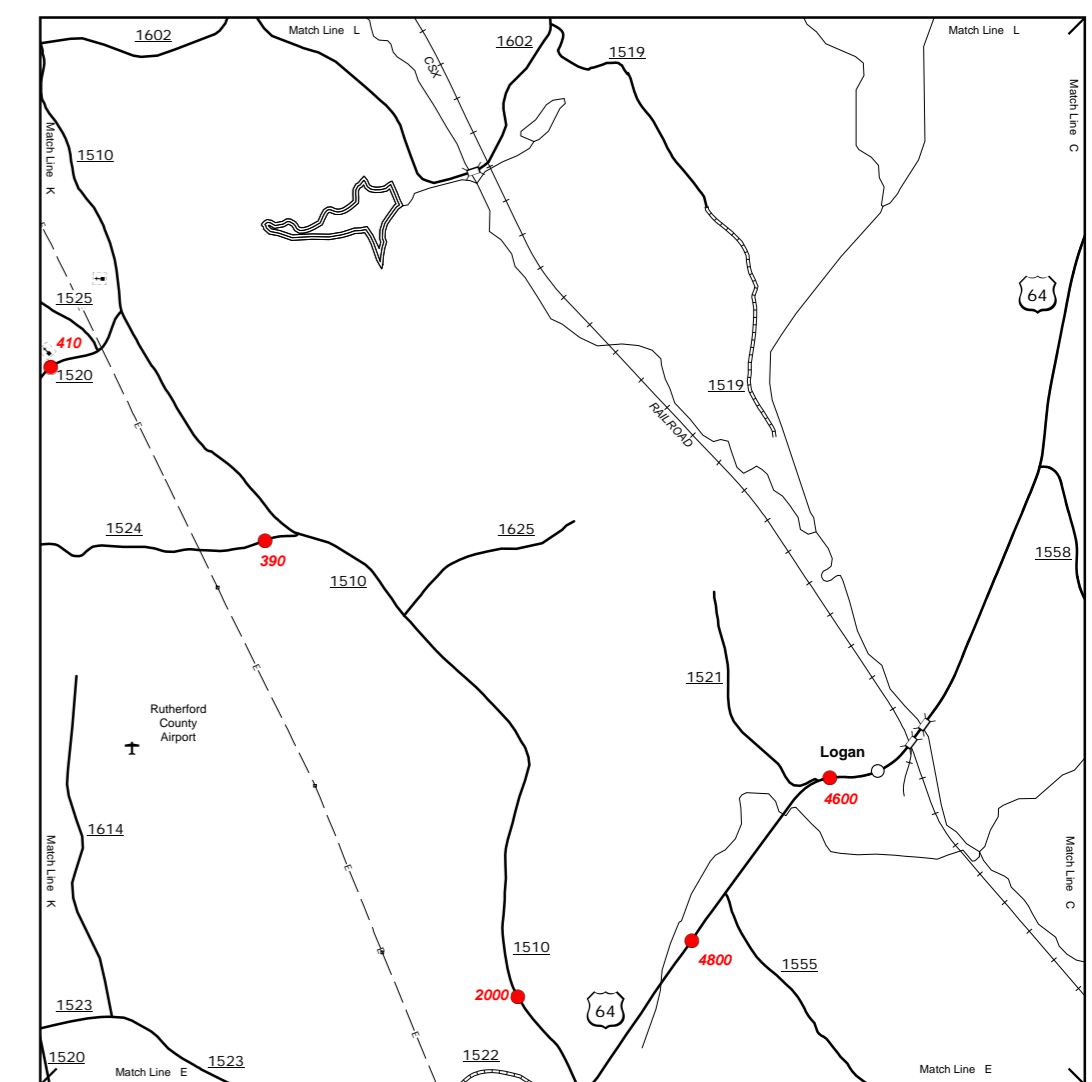 1602
Match Line L
1602
Match Line L
1519
CSX
Match Line C
Match Line K
1510
64
1525
410
1520
1519
RAILROAD
1524
390
1510
1625
1558
1521
Rutherford
County
Airport
Logan
4600
1614
Match Line K
Match Line C
1510
4800
1555
2000
64
1523
1520
1523
1522
Match Line E
Match Line E
E
E
E
E
E